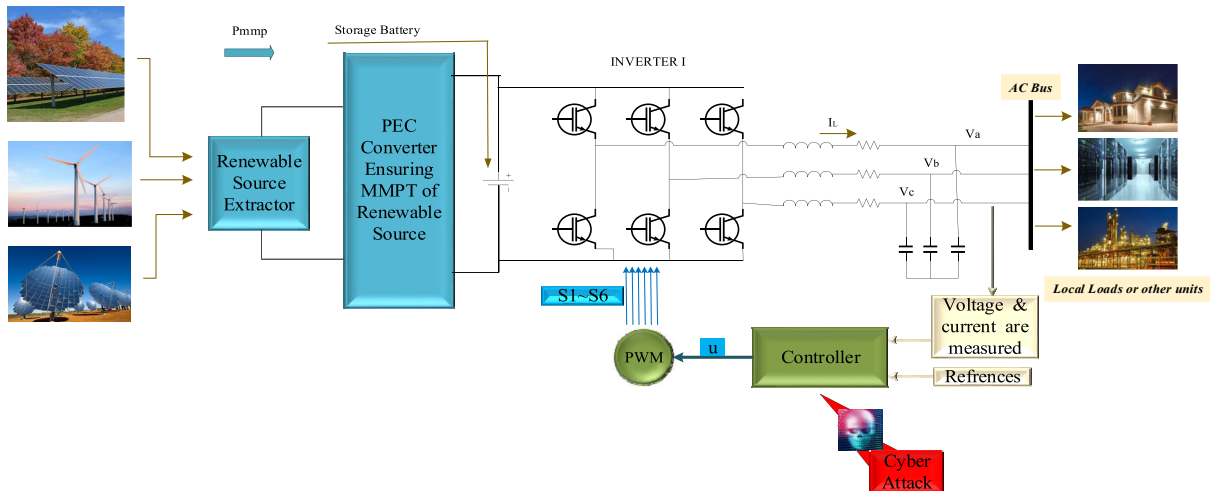 Pmmp
Storage Battery
INVERTER I
AC Bus
PEC
Converter
Ensuring
MMPT of
Renewable
Source
Renewable
Source
Extractor
+
IL
Va
Vb
Vc
S1~S6
Local Loads or other units
Voltage &
current are
measured
PWM
u
Controller
Refrences
Cyber
Attack